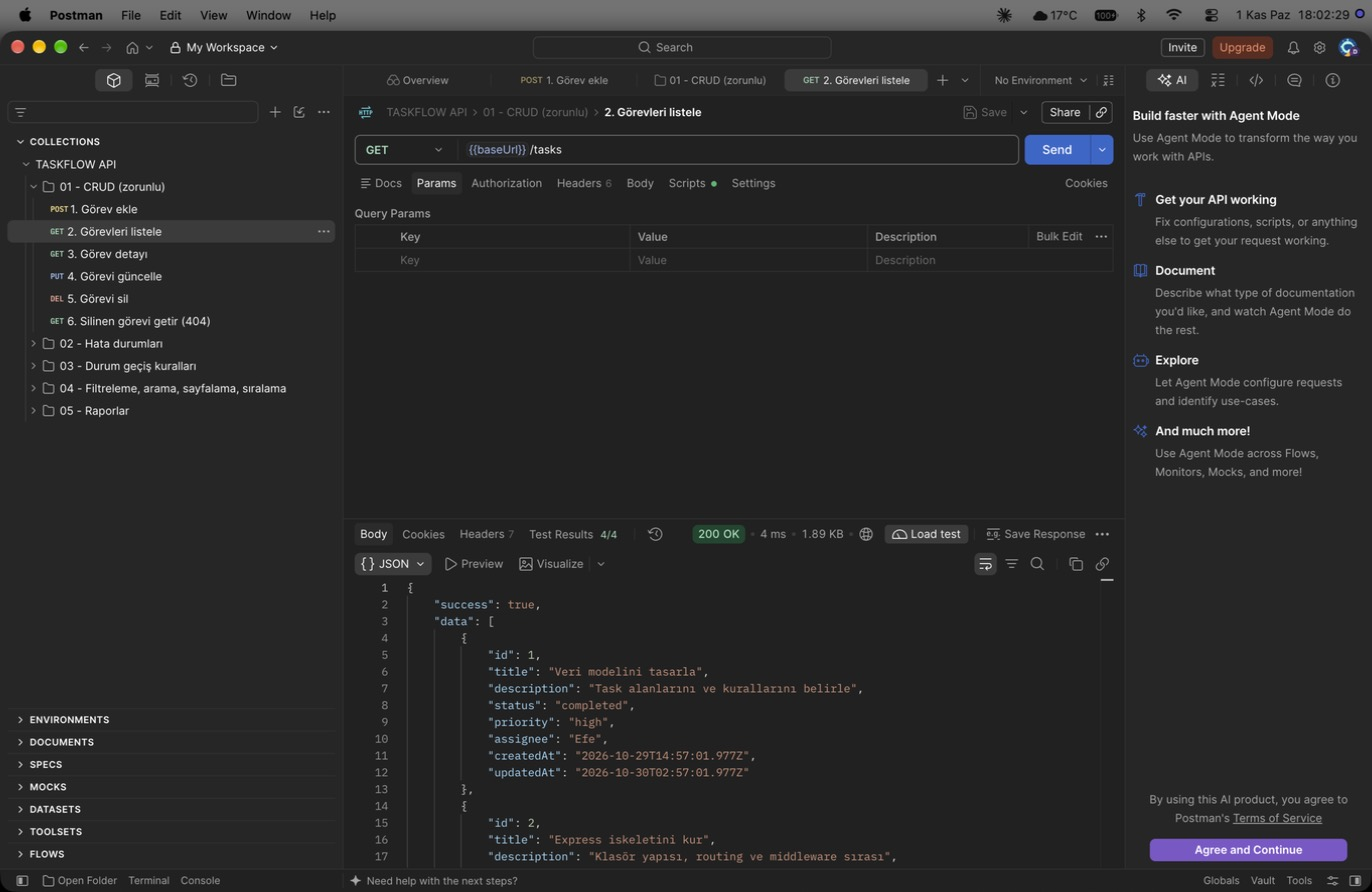 Postman File Edit View Window Help 100+ 17°C 1 Kas Paz 18:02:29
My Workspace Search Invite Upgrade
Overview POST 1. Görev ekle 01 - CRUD (zorunlu) GET 2. Görevleri listele No Environment AI
COLLECTIONS
TASKFLOW API
01 - CRUD (zorunlu)
POST 1. Görev ekle
GET 2. Görevleri listele
GET 3. Görev detayı
PUT 4. Görevi güncelle
DEL 5. Görevi sil
GET 6. Silinen görevi getir (404)
02 - Hata durumları
03 - Durum geçiş kuralları
04 - Filtreleme, arama, sayfalama, sıralama
05 - Raporlar
ENVIRONMENTS
DOCUMENTS
SPECS
MOCKS
DATASETS
TOOLSETS
FLOWS
HTTP TASKFLOW API > 01 - CRUD (zorunlu) > 2. Görevleri listele Save Share
GET {{baseUrl}} /tasks Send
Docs Params Authorization Headers 6 Body Scripts Settings Cookies
Query Params
Key Value Description Bulk Edit
Key Value Description
Body Cookies Headers 7 Test Results 4/4 200 OK 4 ms 1.89 KB Load test e.g. Save Response
{} JSON Preview Visualize
1 {
2 "success": true,
3 "data": [
4 {
5 "id": 1,
6 "title": "Veri modelini tasarla",
7 "description": "Task alanlarını ve kurallarını belirle",
8 "status": "completed",
9 "priority": "high",
10 "assignee": "Efe",
11 "createdAt": "2026-10-29T14:57:01.977Z",
12 "updatedAt": "2026-10-30T02:57:01.977Z"
13 },
14 {
15 "id": 2,
16 "title": "Express iskeletini kur",
17 "description": "Klasör yapısı, routing ve middleware sırası",
Build faster with Agent Mode
Use Agent Mode to transform the way you
work with APIs.
Get your API working
Fix configurations, scripts, or anything
else to get your request working.
Document
Describe what type of documentation
you'd like, and watch Agent Mode do
the rest.
Explore
Let Agent Mode configure requests
and identify use-cases.
And much more!
Use Agent Mode across Flows,
Monitors, Mocks, and more!
By using this AI product, you agree to
Postman's Terms of Service
Agree and Continue
Open Folder Terminal Console Need help with the next steps? Globals Vault Tools